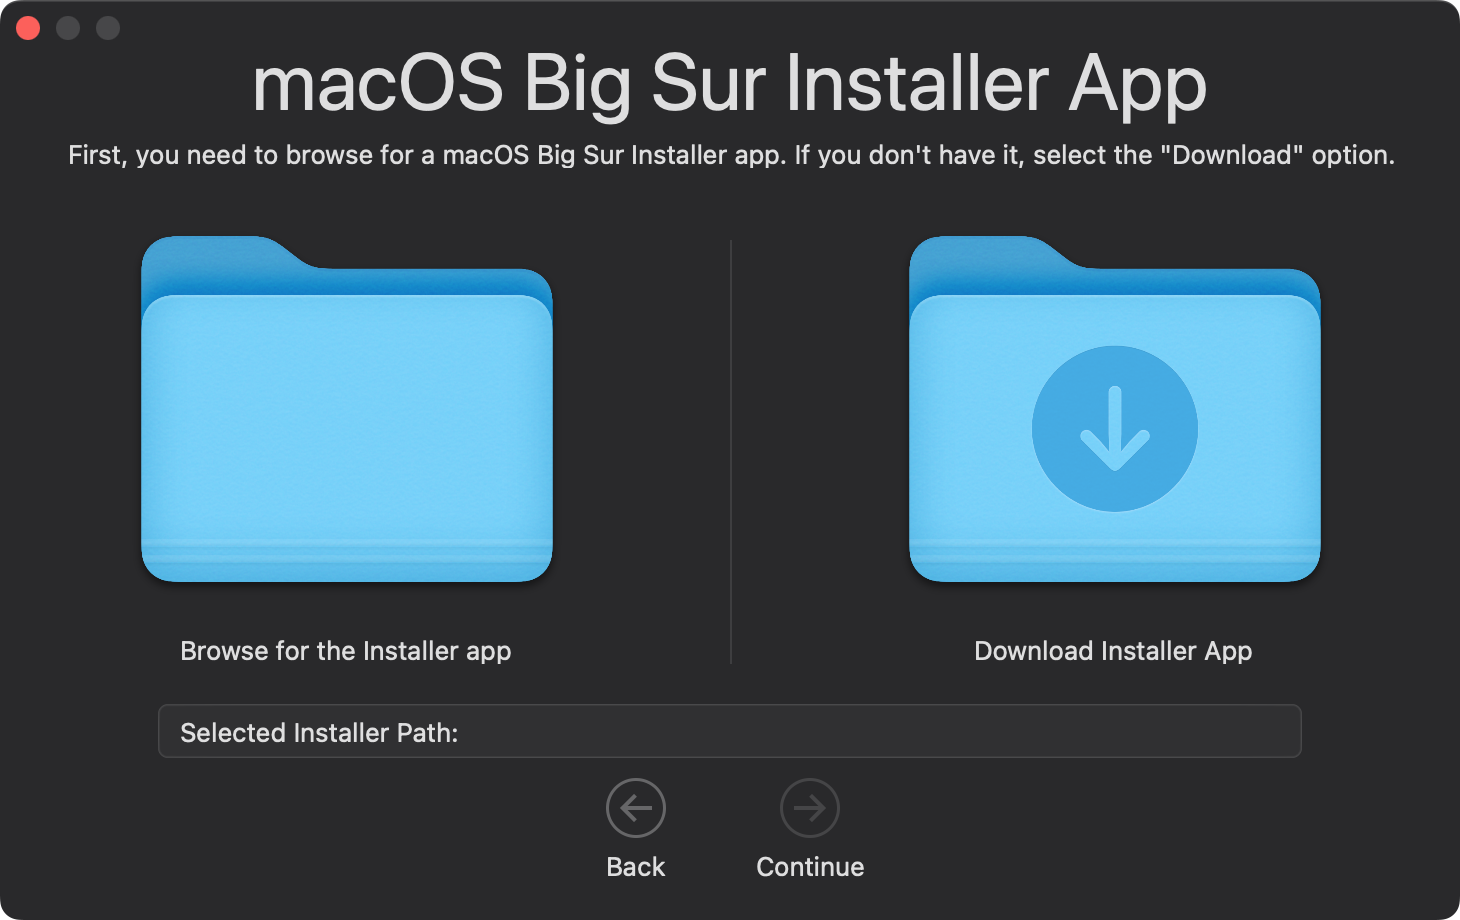 macOS Big Sur Installer App
First, you need to browse for a macOS Big Sur Installer app. If you don't have it, select the "Download" option.
Browse for the Installer app
Download Installer App
Selected Installer Path:
Back
Continue